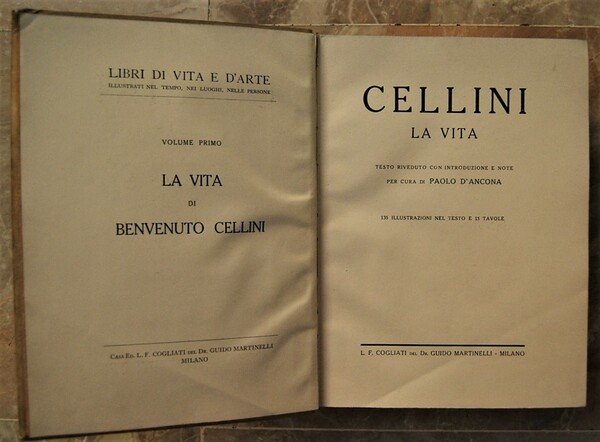 LIBRI DI VITA E D'ARTE
ILLUSTRATI NEL TEMPO, NEI LUOGHI, NELLE PERSONE
VOLUME PRIMO
LA VITA
DI
BENVENUTO CELLINI
CASA ED. L. F. COGLIATI DEL DR. GUIDO MARTINELLI
MILANO
CELLINI
LA VITA
TESTO RIVEDUTO CON INTRODUZIONE E NOTE
PER CURA DI PAOLO D'ANCONA
135 ILLUSTRAZIONI NEL TESTO E 15 TAVOLE
L. F. COGLIATI DEL DR. GUIDO MARTINELLI - MILANO